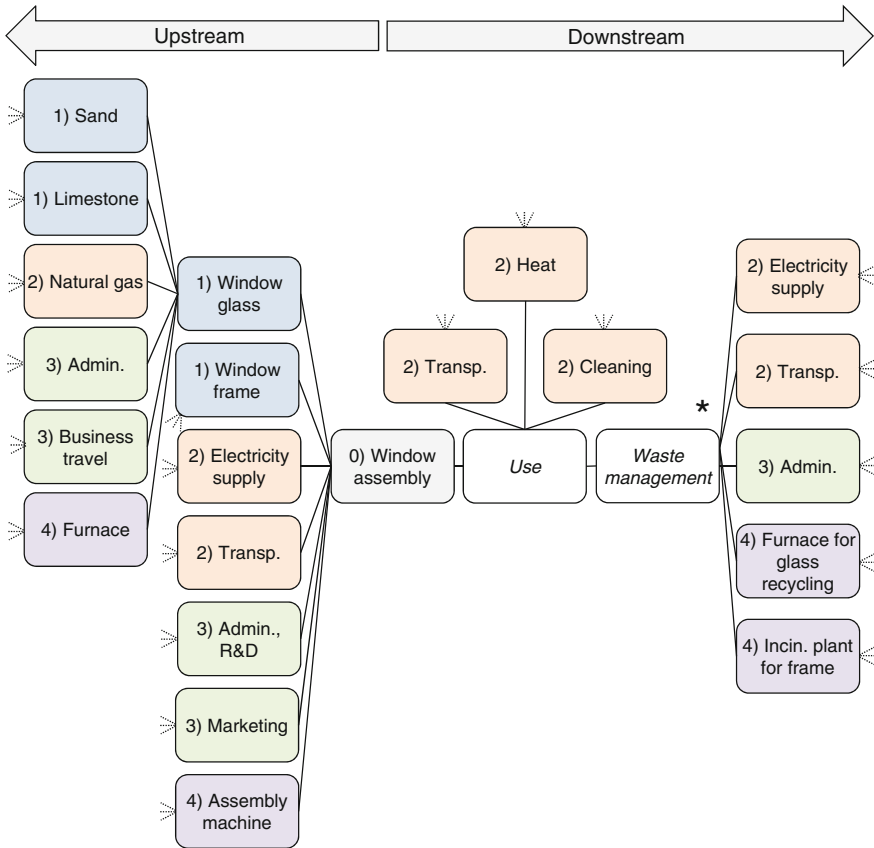 Upstream
Downstream
1) Sand
1) Limestone
2) Natural gas
3) Admin.
3) Business
travel
4) Furnace
1) Window
glass
1) Window
frame
2) Electricity
supply
2) Transp.
3) Admin.,
R&D
3) Marketing
4) Assembly
machine
0) Window
assembly
2) Heat
2) Transp.
2) Cleaning
Use
*
Waste
management
2) Electricity
supply
2) Transp.
3) Admin.
4) Furnace for
glass
recycling
4) Incin. plant
for frame